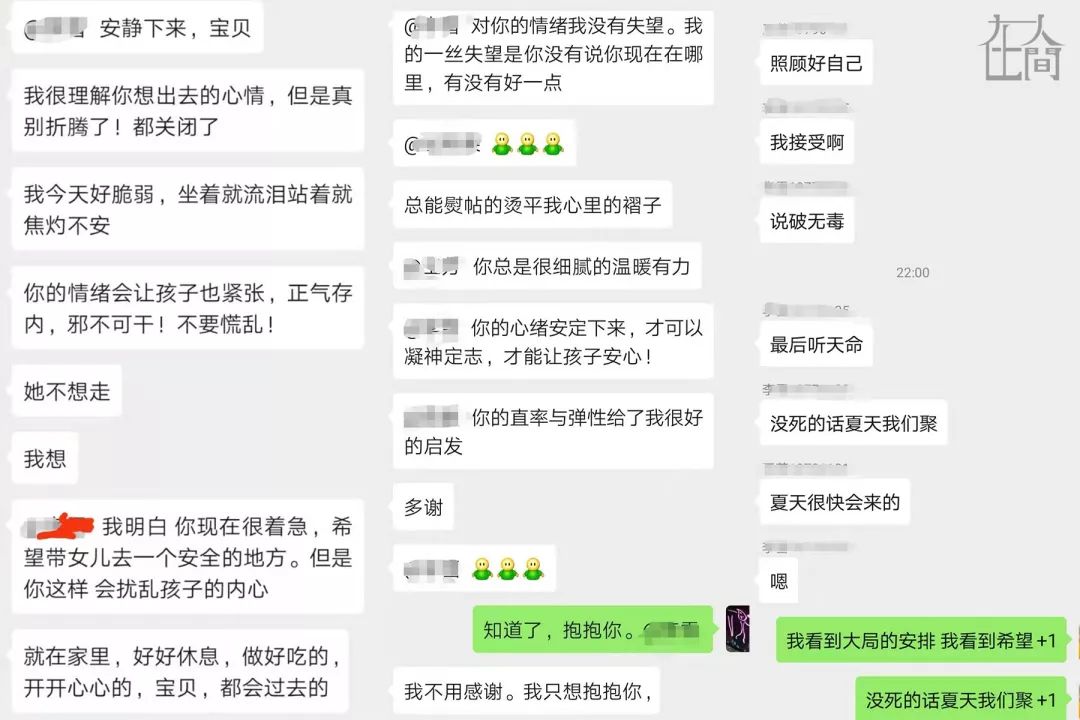 安静下来，宝贝
我很理解你想出去的心情，但是真
别折腾了！都关闭了
我今天好脆弱，坐着就流泪站着就
焦灼不安
你的情绪会让孩子也紧张，正气存
内，邪不可干！不要慌乱！
她不想走
我想
我明白 你现在很着急，希
望带女儿去一个安全的地方。但是
你这样 会扰乱孩子的内心
就在家里，好好休息，做好吃的，
开开心心的，宝贝，都会过去的
对你的情绪我没有失望。我
的一丝失望是你没有说你现在在哪
里，有没有好一点
@
总能熨帖的烫平我心里的褶子
你总是很细腻的温暖有力
你的心绪安定下来，才可以
凝神定志，才能让孩子安心！
你的直率与弹性给了我很好
的启发
多谢
知道了，抱抱你。
我不用感谢。我只想抱抱你，
在人間
照顾好自己
我接受啊
说破无毒
22:00
最后听天命
没死的话夏天我们聚
夏天很快会来的
嗯
我看到大局的安排 我看到希望+1
没死的话夏天我们聚+1